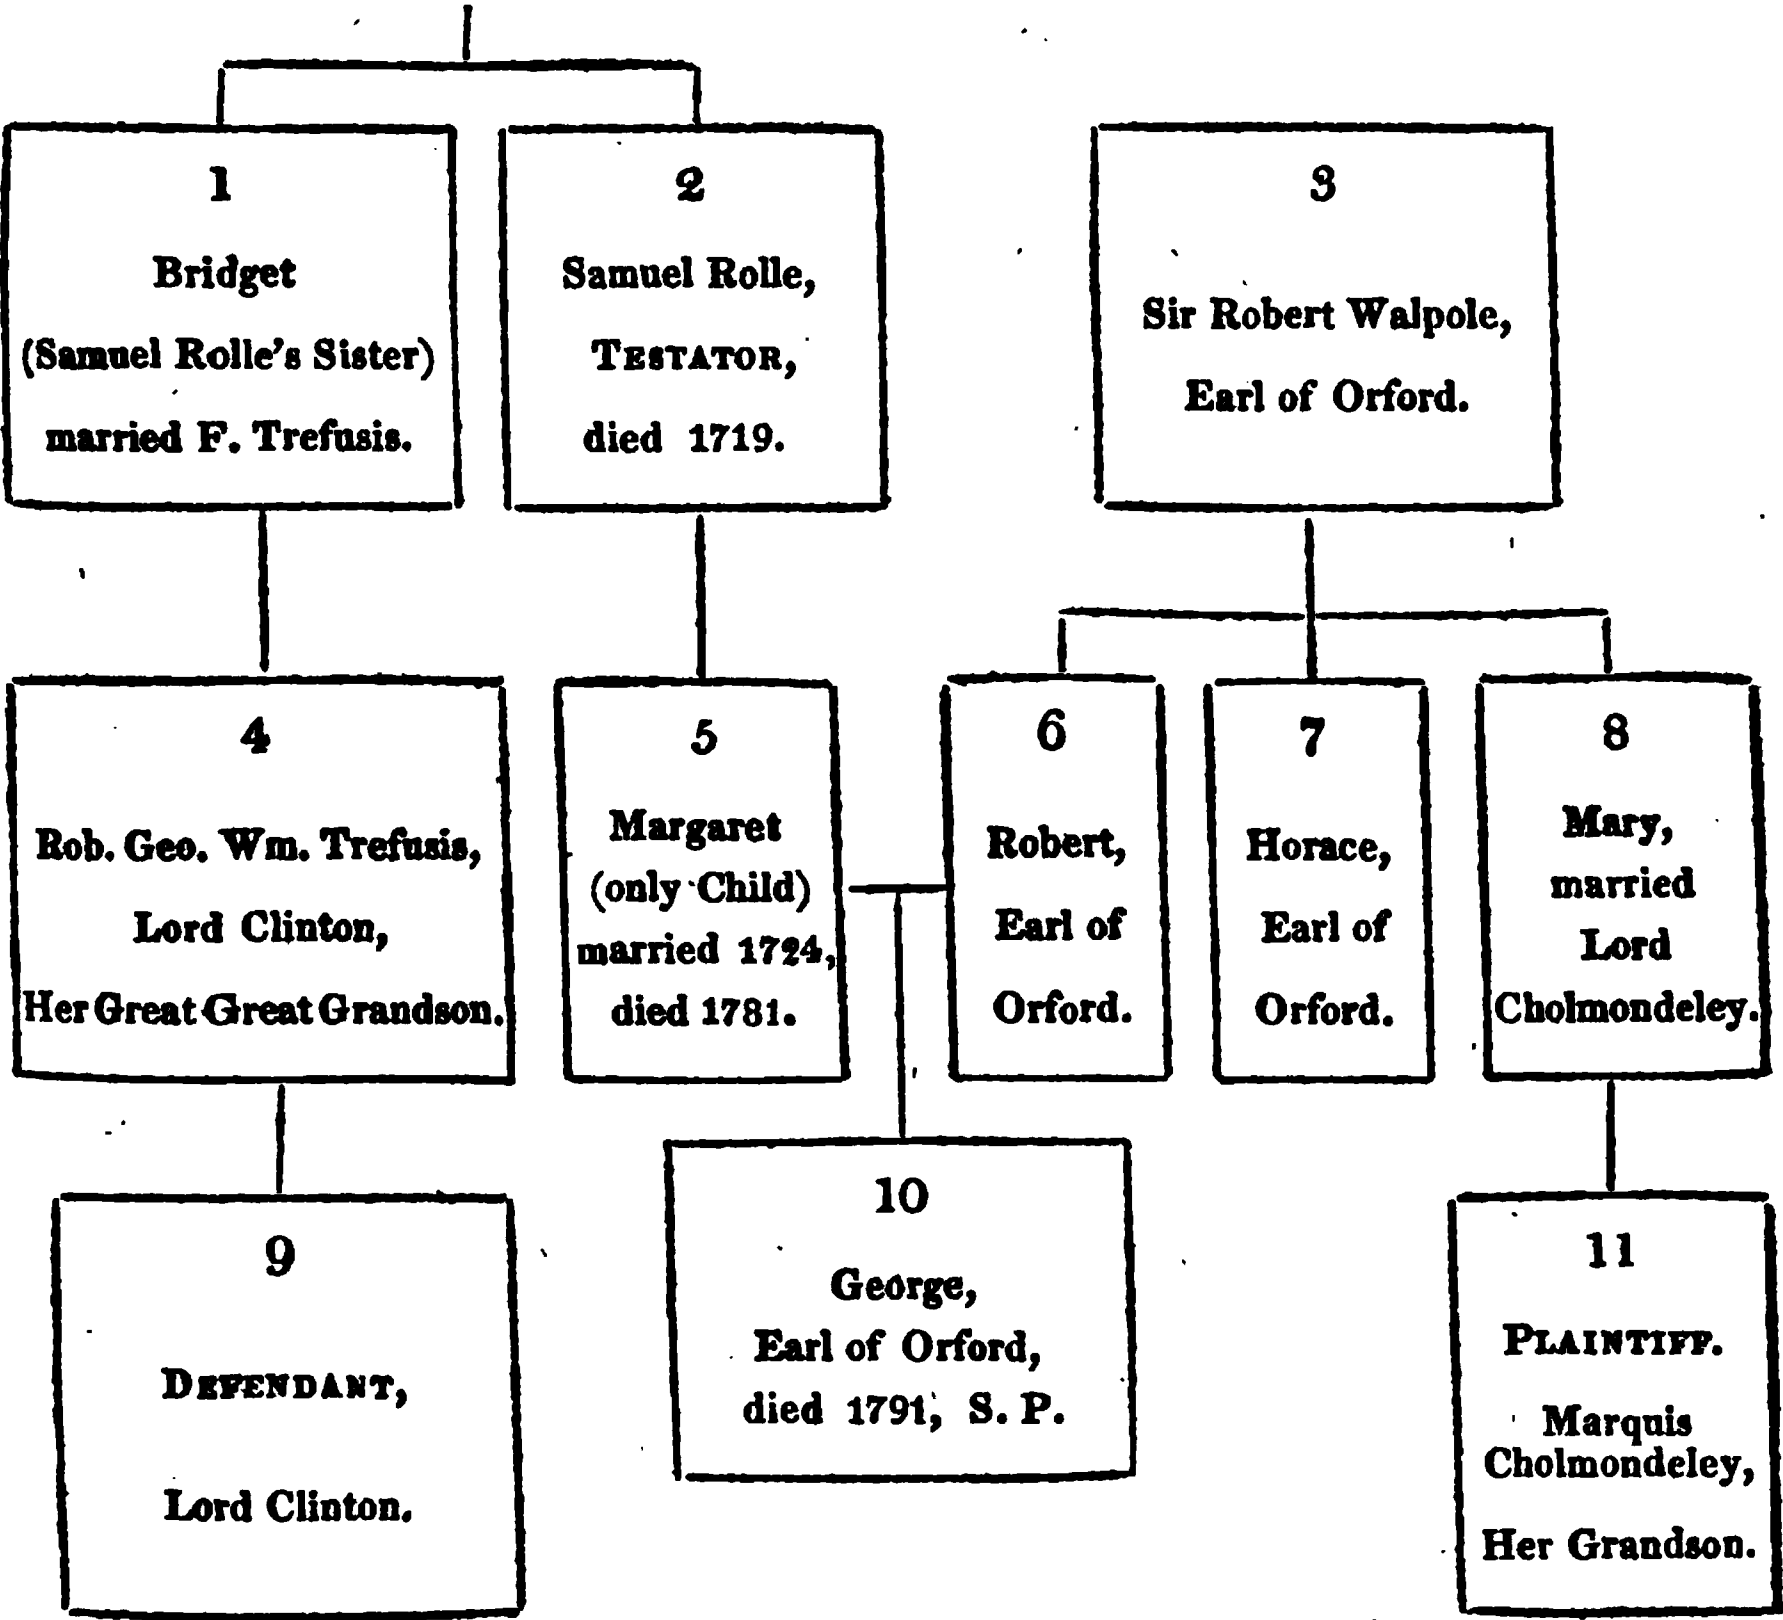 1
Bridget
(Samuel Rolle's Sister)
married F. Trefusis.
2
Samuel Rolle,
TESTATOR,
died 1719.
3
Sir Robert Walpole,
Earl of Orford.
4
Rob. Geo. Wm. Trefusis,
Lord Clinton,
Her Great Great Grandson.
5
Margaret
(only Child)
married 1724,
died 1781.
6
Robert,
Earl of
Orford.
7
Horace,
Earl of
Orford.
8
Mary,
married
Lord
Cholmondeley.
9
DEFENDANT,
Lord Clinton.
10
George,
Earl of Orford,
died 1791, S. P.
11
PLAINTIFF.
Marquis
Cholmondeley,
Her Grandson.